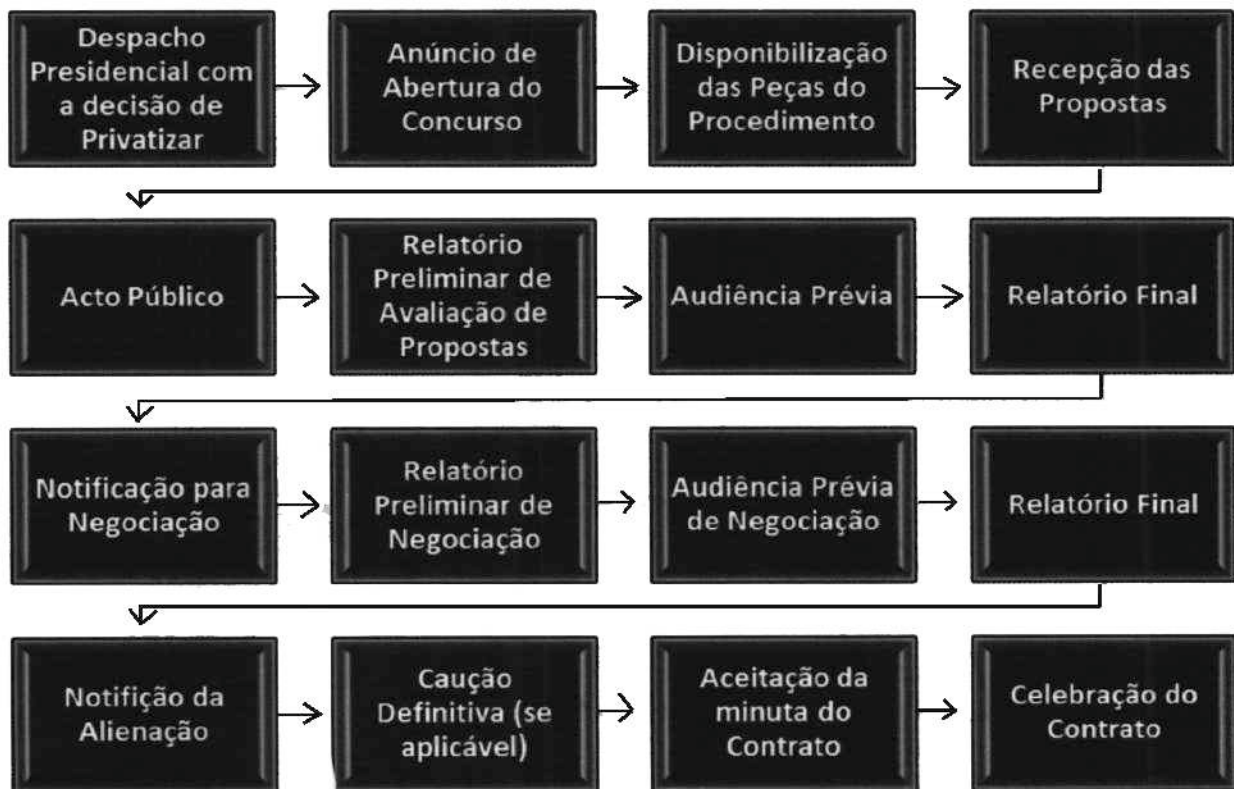 Despacho
Presidencial com
a decisão de
Privatizar
Anúncio de
Abertura do
Concurso
Disponibilização
das Peças do
Procedimento
Recepção das
Propostas
Acto Público
Relatório
Preliminar de
Avaliação de
Propostas
Audiência Prévia
Relatório Final
Notificação para
Negociação
Relatório
Preliminar de
Negociação
Audiência Prévia
de Negociação
Relatório Final
Notifição da
Alienação
Caução
Definitiva (se
aplicável)
Aceitação da
minuta do
Contrato
Celebração do
Contrato